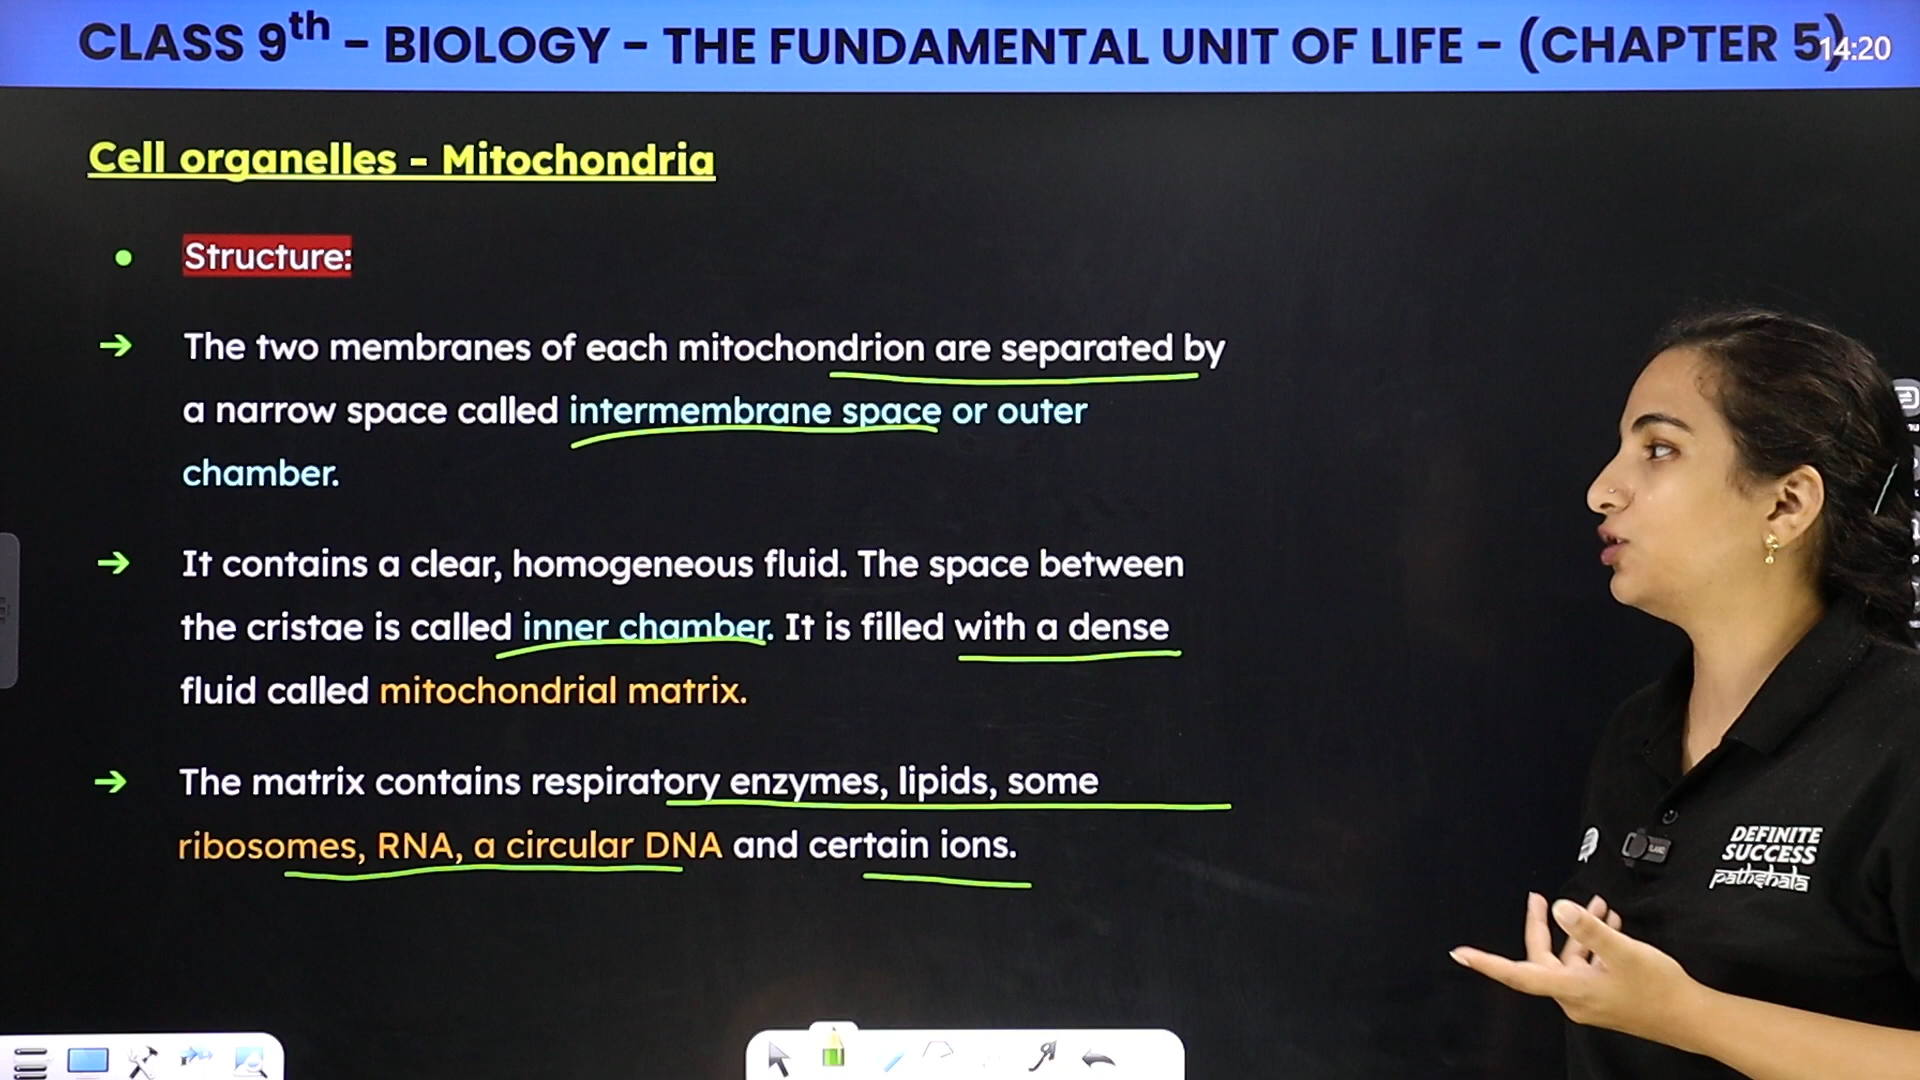 CLASS 9th - BIOLOGY - THE FUNDAMENTAL UNIT OF LIFE - (CHAPTER 5)
14:20
Cell organelles - Mitochondria
• Structure:
→ The two membranes of each mitochondrion are separated by
a narrow space called intermembrane space or outer
chamber.
→ It contains a clear, homogeneous fluid. The space between
the cristae is called inner chamber. It is filled with a dense
fluid called mitochondrial matrix.
→ The matrix contains respiratory enzymes, lipids, some
ribosomes, RNA, a circular DNA and certain ions.
DEFINITE
SUCCESS
pathshala